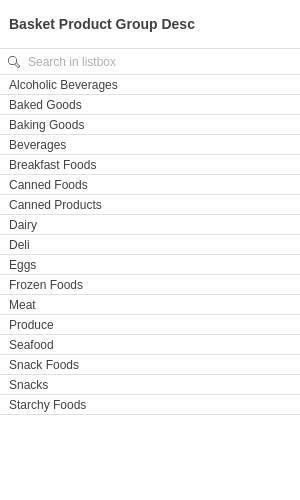 Basket Product Group Desc
Search in listbox
Alcoholic Beverages
Baked Goods
Baking Goods
Beverages
Breakfast Foods
Canned Foods
Canned Products
Dairy
Deli
Eggs
Frozen Foods
Meat
Produce
Seafood
Snack Foods
Snacks
Starchy Foods